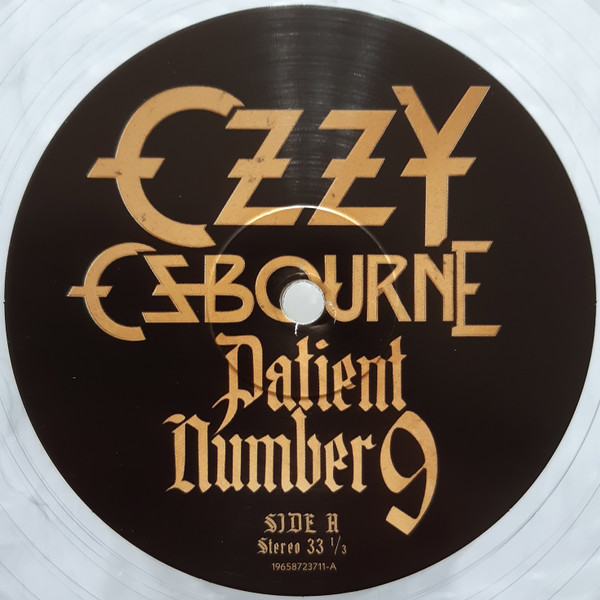 OZZY
OSBOURNE
Patient
Number 9
SIDE A
Stereo 33 1/3
19658723711-A